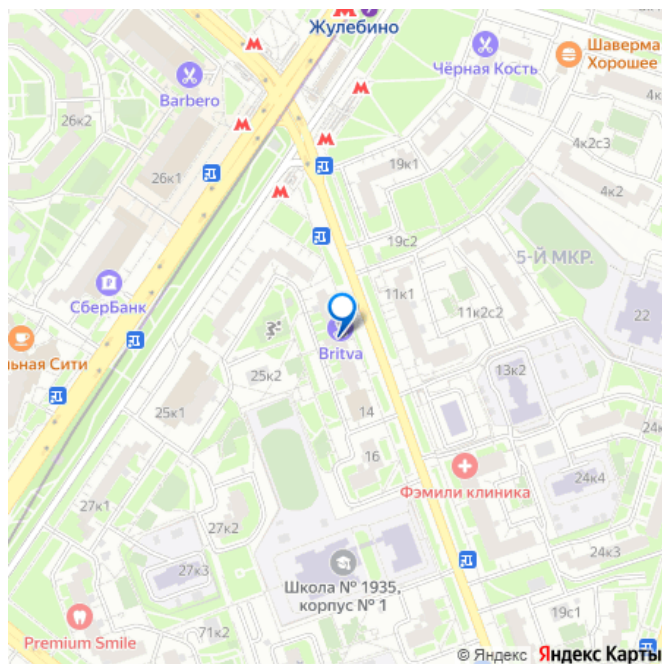 Жулебино
Шаверма
Хорошее
Чёрная Кость
Barbero
26к2
4к2с3
19к1
26к1
4к2
19с2
5-Й МКР.
СберБанк
11к1
11к2с2
22
льная Сити
Britva
25к2
13к2
14
25к1
16
24к
Фэмили клиника
24к4
27к1
27к2
24к3
27к3
Школа № 1935,
корпус № 1
19с1
Premium Smile
71к2
© Яндекс Яндекс Карты